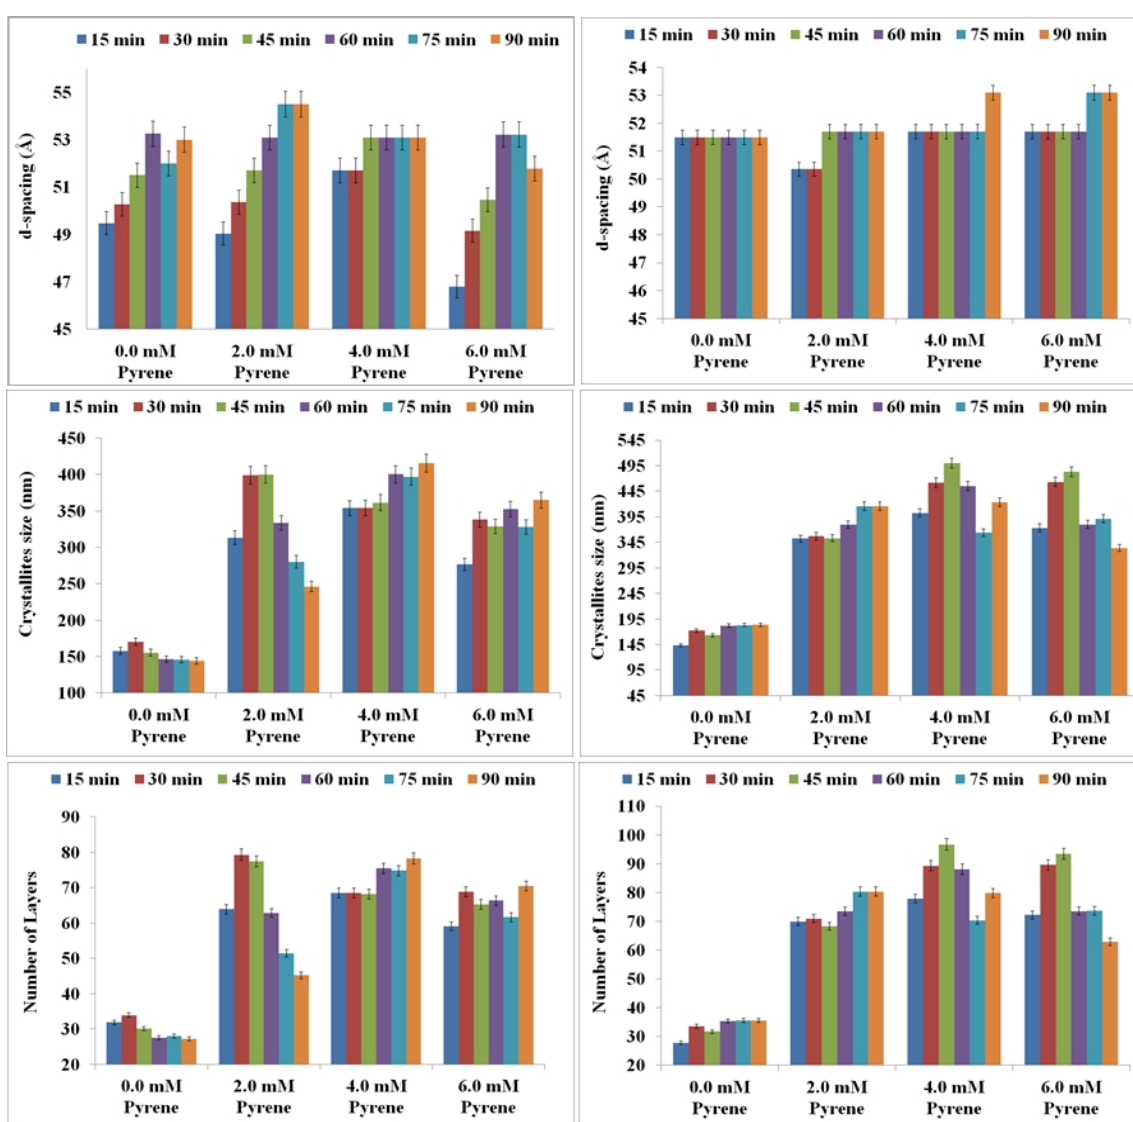 15 min 30 min 45 min 60 min 75 min 90 min
d-spacing (Å)
55
53
51
49
47
45
0.0 mM 2.0 mM 4.0 mM 6.0 mM
Pyrene Pyrene Pyrene Pyrene
15 min 30 min 45 min 60 min 75 min 90 min
d-spacing (Å)
54
53
52
51
50
49
48
47
46
45
0.0 mM 2.0 mM 4.0 mM 6.0 mM
Pyrene Pyrene Pyrene Pyrene
15 min 30 min 45 min 60 min 75 min 90 min
Crystallites size (nm)
450
400
350
300
250
200
150
100
0.0 mM 2.0 mM 4.0 mM 6.0 mM
Pyrene Pyrene Pyrene Pyrene
15 min 30 min 45 min 60 min 75 min 90 min
Crystallites size (nm)
545
495
445
395
345
295
245
195
145
95
45
0.0 mM 2.0 mM 4.0 mM 6.0 mM
Pyrene Pyrene Pyrene Pyrene
15 min 30 min 45 min 60 min 75 min 90 min
Number of Layers
90
80
70
60
50
40
30
20
0.0 mM 2.0 mM 4.0 mM 6.0 mM
Pyrene Pyrene Pyrene Pyrene
15 min 30 min 45 min 60 min 75 min 90 min
Number of Layers
110
100
90
80
70
60
50
40
30
20
0.0 mM 2.0 mM 4.0 mM 6.0 mM
Pyrene Pyrene Pyrene Pyrene